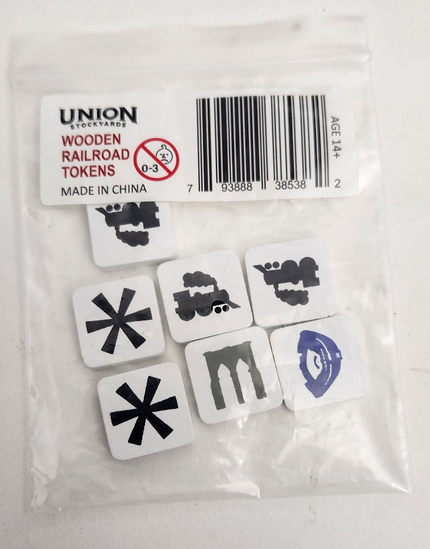 UNION
STOCKYARDS
WOODEN
RAILROAD
TOKENS
MADE IN CHINA
0-3
7 93888 38538 2
AGE 14+